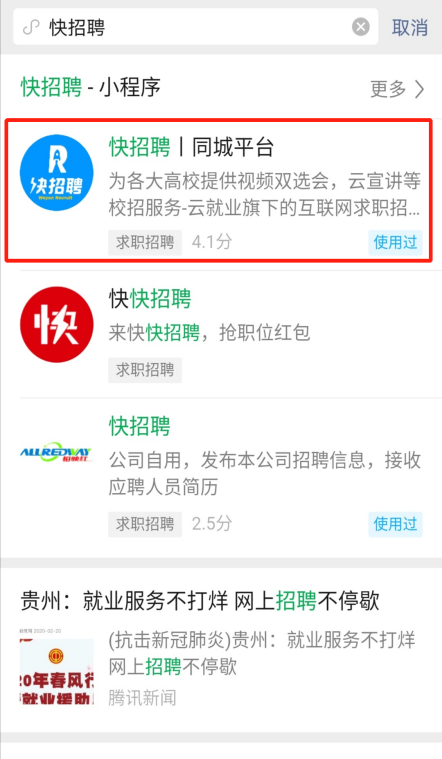 快招聘
取消
快招聘 - 小程序
更多
快招聘丨同城平台
为各大高校提供视频双选会，云宣讲等
校招服务-云就业旗下的互联网求职招...
求职招聘 4.1分
使用过
快招聘
快快招聘
来快快招聘，抢职位红包
求职招聘
快
快招聘
公司自用，发布本公司招聘信息，接收
应聘人员简历
求职招聘 2.5分
使用过
ALLREDWAY
贵州：就业服务不打烊 网上招聘不停歇
(抗击新冠肺炎)贵州：就业服务不打烊
网上招聘不停歇
腾讯新闻
20年春风行
就业援助